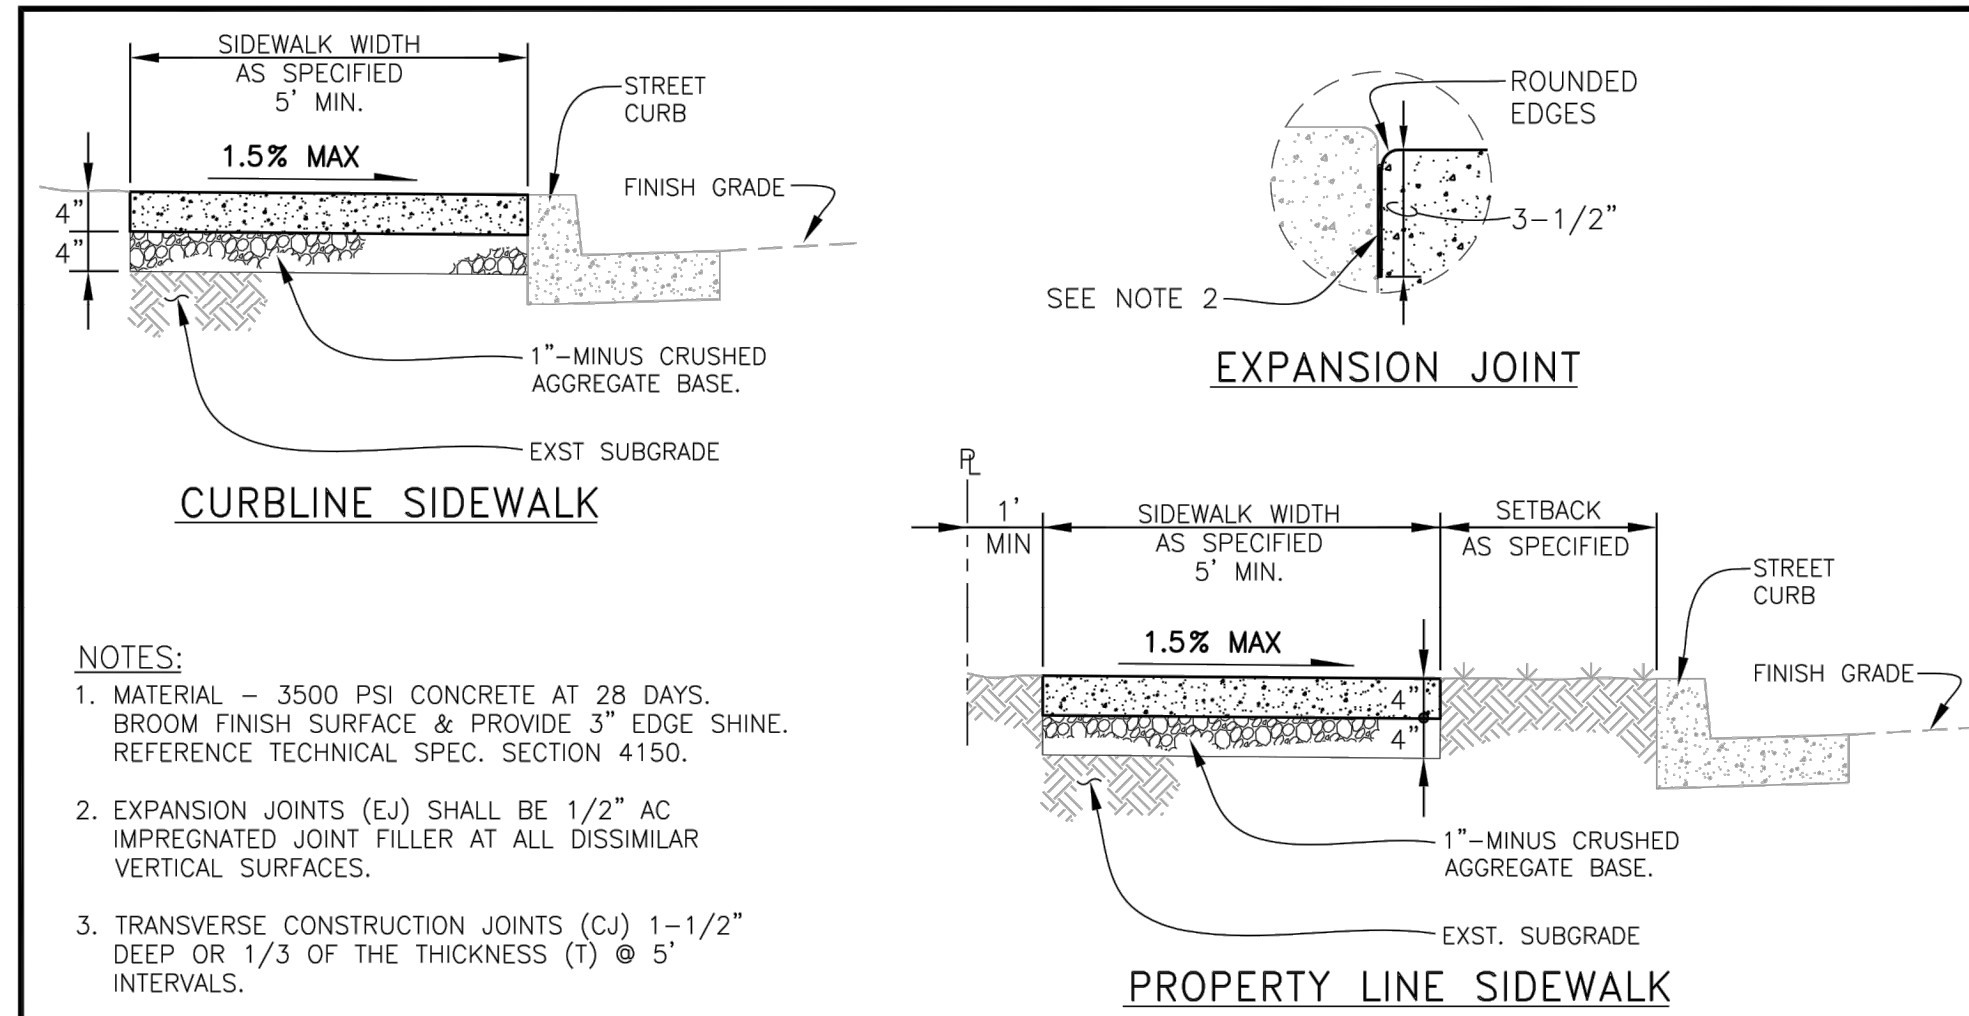 SIDEWALK WIDTH
AS SPECIFIED
5' MIN.
STREET
CURB
1.5% MAX
FINISH GRADE
4"
4"
1"-MINUS CRUSHED
AGGREGATE BASE.
EXST SUBGRADE
CURBLINE SIDEWALK
ROUNDED
EDGES
3-1/2"
SEE NOTE 2
EXPANSION JOINT
PL
1'
MIN
SIDEWALK WIDTH
AS SPECIFIED
5' MIN.
SETBACK
AS SPECIFIED
STREET
CURB
1.5% MAX
FINISH GRADE
4"
4"
1"-MINUS CRUSHED
AGGREGATE BASE.
EXST. SUBGRADE
PROPERTY LINE SIDEWALK
NOTES:
1. MATERIAL – 3500 PSI CONCRETE AT 28 DAYS.
BROOM FINISH SURFACE & PROVIDE 3" EDGE SHINE.
REFERENCE TECHNICAL SPEC. SECTION 4150.
2. EXPANSION JOINTS (EJ) SHALL BE 1/2" AC
IMPREGNATED JOINT FILLER AT ALL DISSIMILAR
VERTICAL SURFACES.
3. TRANSVERSE CONSTRUCTION JOINTS (CJ) 1-1/2"
DEEP OR 1/3 OF THE THICKNESS (T) @ 5'
INTERVALS.